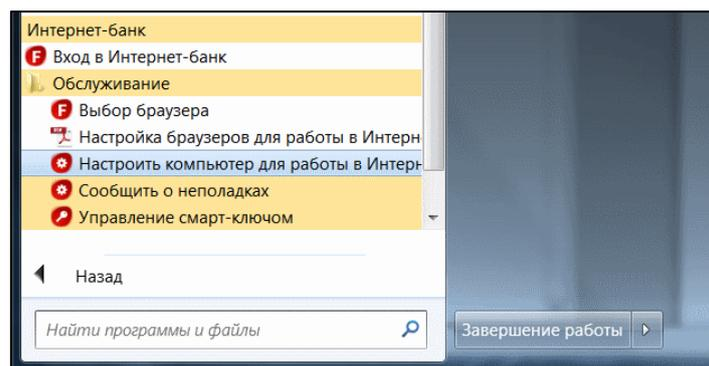 Интернет-банк
Вход в Интернет-банк
Обслуживание
Выбор браузера
Настройка браузеров для работы в Интерн
Настроить компьютер для работы в Интерн
Сообщить о неполадках
Управление смарт-ключом
Назад
Найти программы и файлы
Завершение работы